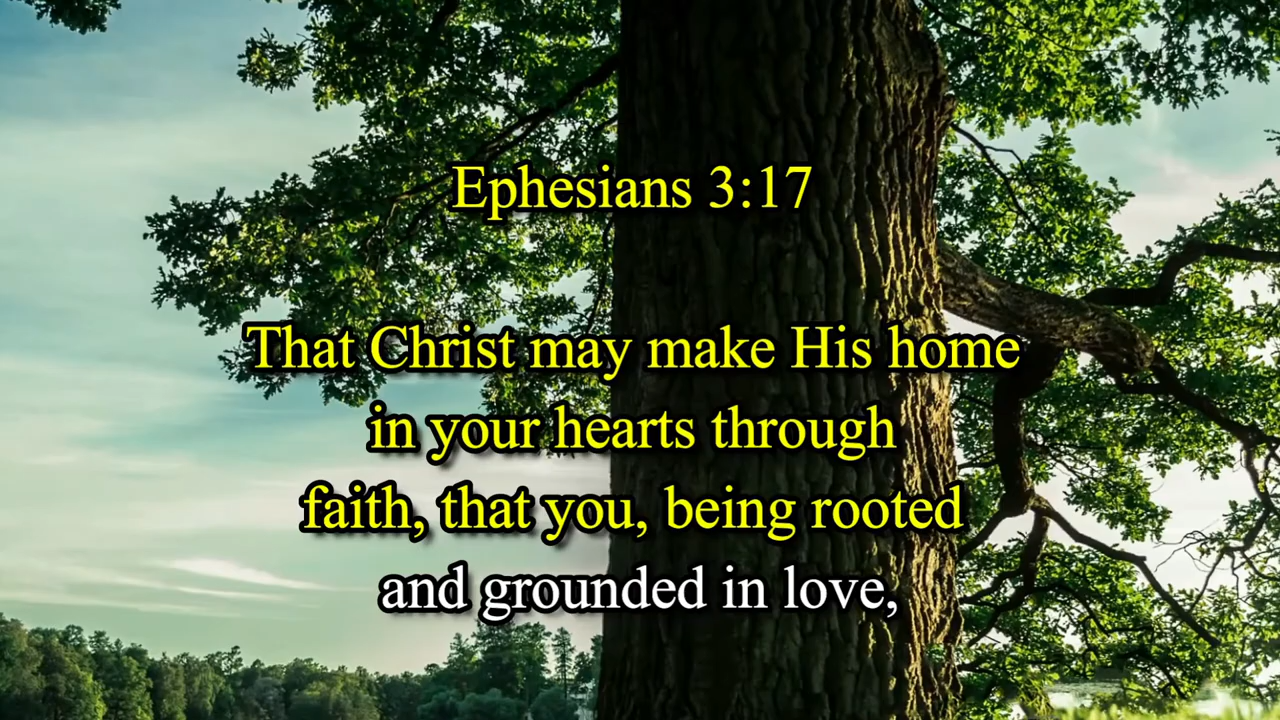 Ephesians 3:17
That Christ may make His home
in your hearts through
faith, that you, being rooted
and grounded in love,